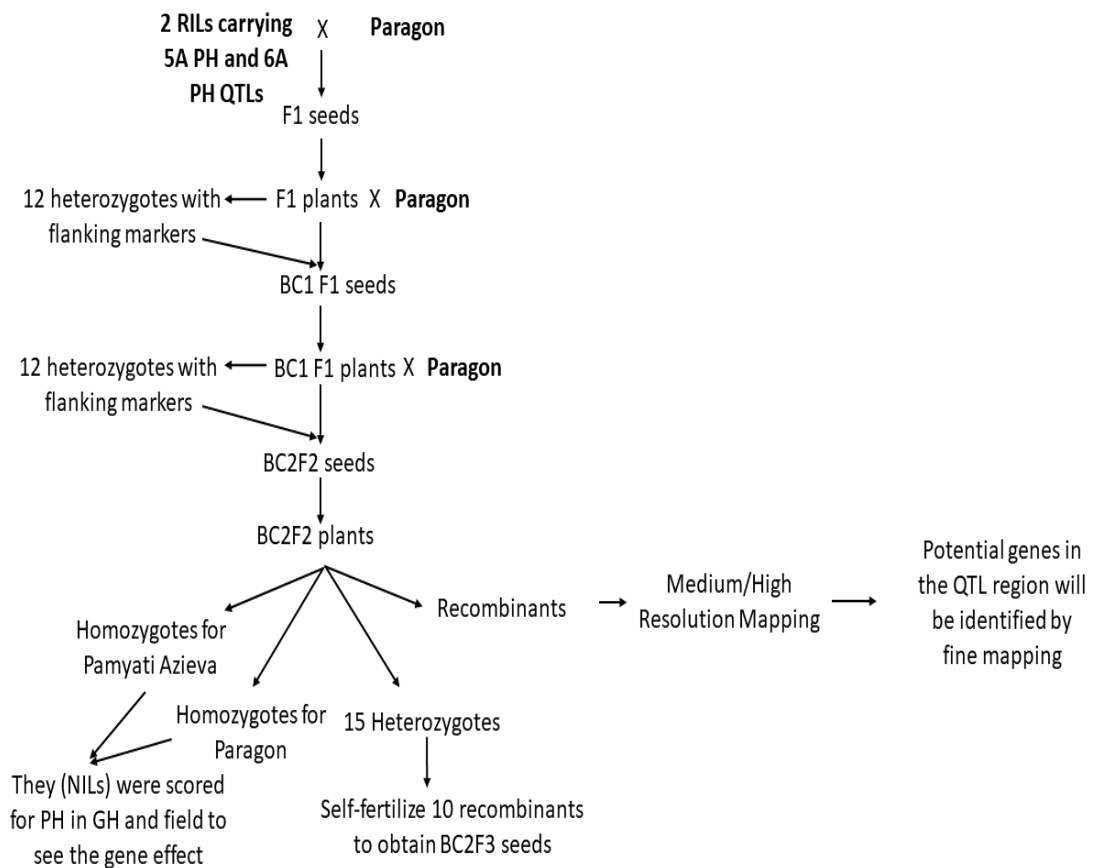 2 RILs carrying X Paragon
5A PH and 6A
PH QTLs
F1 seeds
12 heterozygotes with F1 plants X Paragon
flanking markers
BC1 F1 seeds
12 heterozygotes with BC1 F1 plants X Paragon
flanking markers
BC2F2 seeds
BC2F2 plants
Homozygotes for
Pamyati Azieva
Homozygotes for
Paragon
15 Heterozygotes
Recombinants
Medium/High
Resolution Mapping
Potential genes in
the QTL region will
be identified by
fine mapping
They (NILs) were scored
for PH in GH and field to
see the gene effect
Self-fertilize 10 recombinants
to obtain BC2F3 seeds